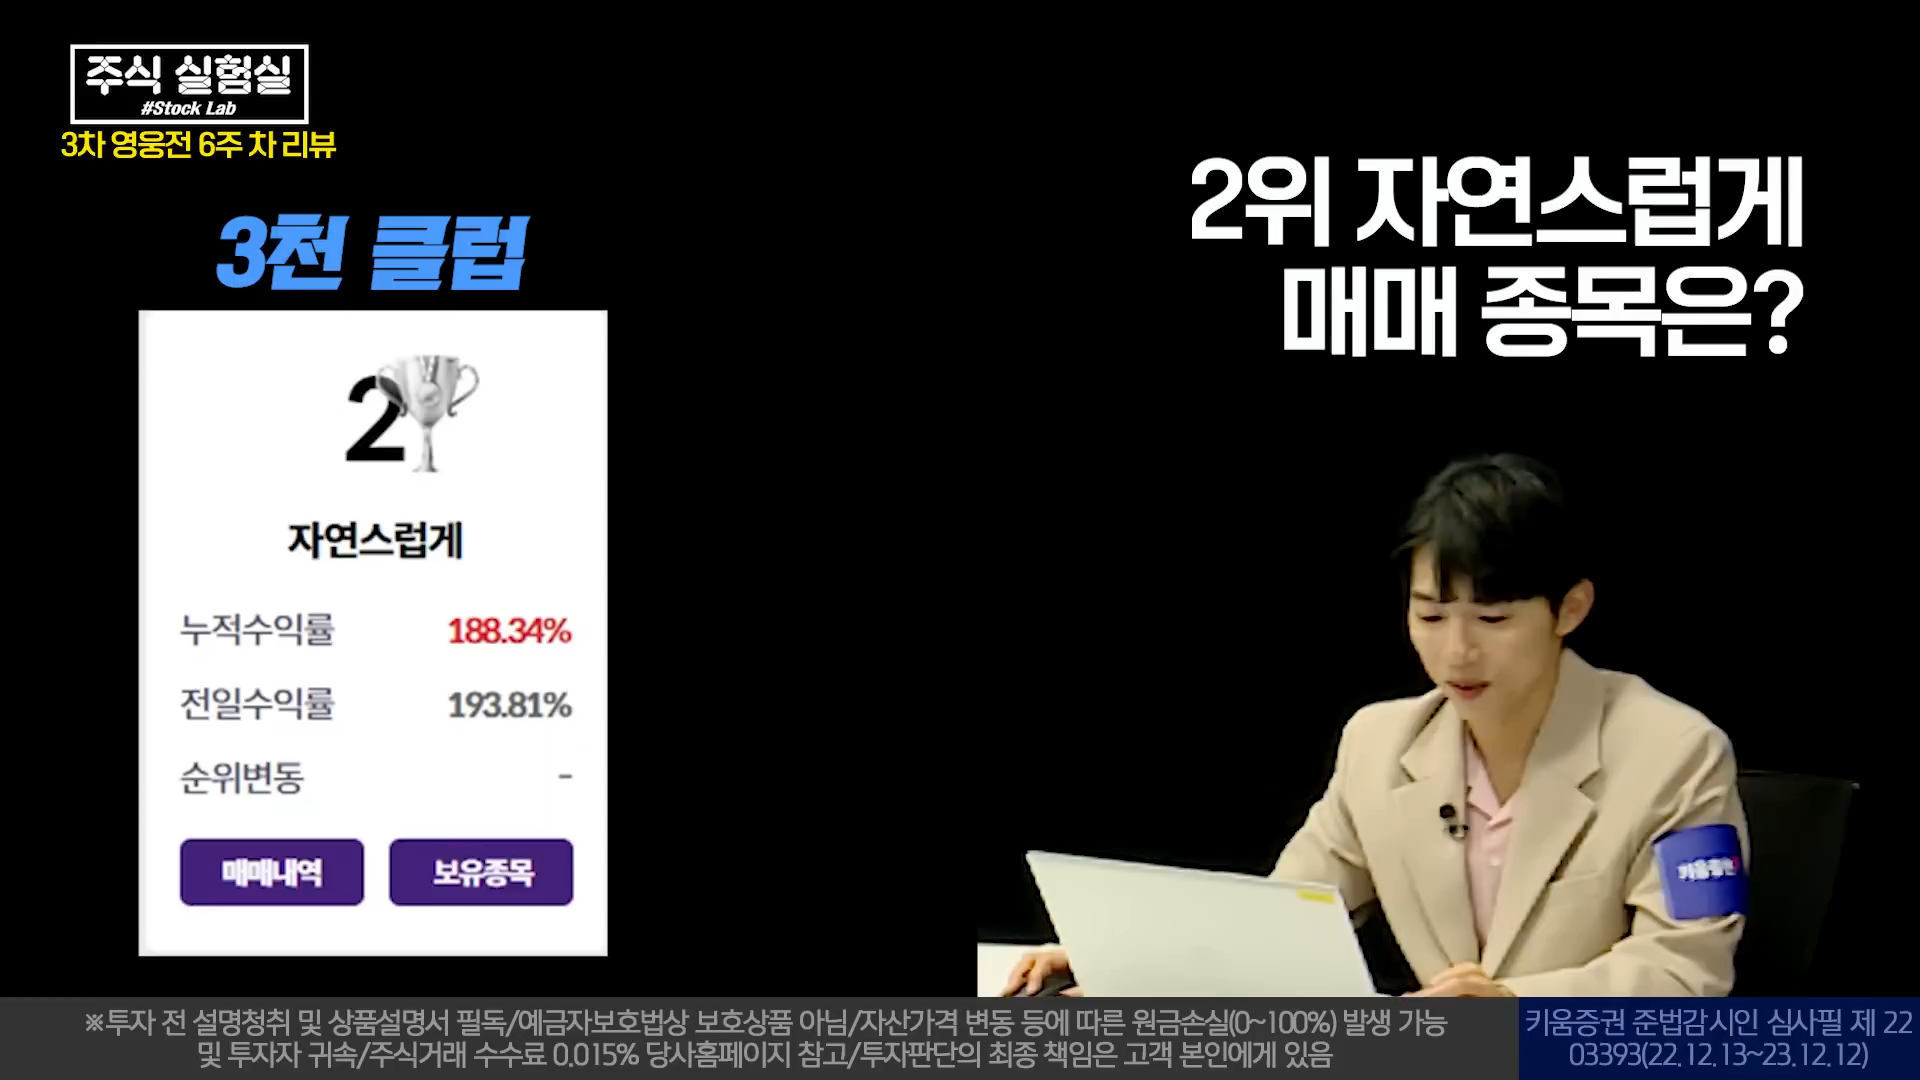 주식 실험실
#Stock Lab
3차 영웅전 6주 차 리뷰
3천 클럽
2
자연스럽게
누적수익률 188.34%
전일수익률 193.81%
순위변동 -
매매내역 보유종목
2위 자연스럽게
매매 종목은?
키움증권
※투자 전 설명청취 및 상품설명서 필독/예금자보호법상 보호상품 아님/자산가격 변동 등에 따른 원금손실(0~100%) 발생 가능
및 투자자 귀속/주식거래 수수료 0.015% 당사홈페이지 참고/투자판단의 최종 책임은 고객 본인에게 있음
키움증권 준법감시인 심사필 제 22
03393(22.12.13~23.12.12)